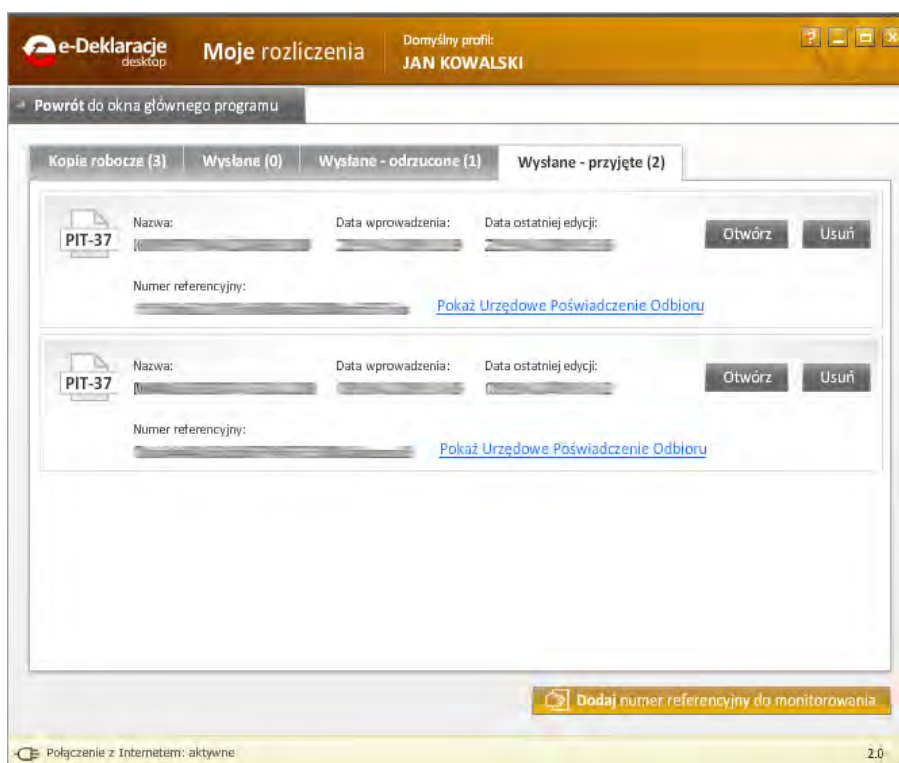 e-Deklaracje
desktop
Moje rozliczenia
Domyślny profil:
JAN KOWALSKI
?
Powrót do okna głównego programu
Kopie robocze (3)
Wysłane (0)
Wysłane - odrzucone (1)
Wysłane - przyjęte (2)
PIT-37
Nazwa:
Data wprowadzenia:
Data ostatniej edycji:
Otwórz
Usuń
Numer referencyjny:
Pokaż Urzędowe Poświadczenie Odbioru
PIT-37
Nazwa:
Data wprowadzenia:
Data ostatniej edycji:
Otwórz
Usuń
Numer referencyjny:
Pokaż Urzędowe Poświadczenie Odbioru
Dodaj numer referencyjny do monitorowania
Połączenie z Internetem: aktywne
2.0